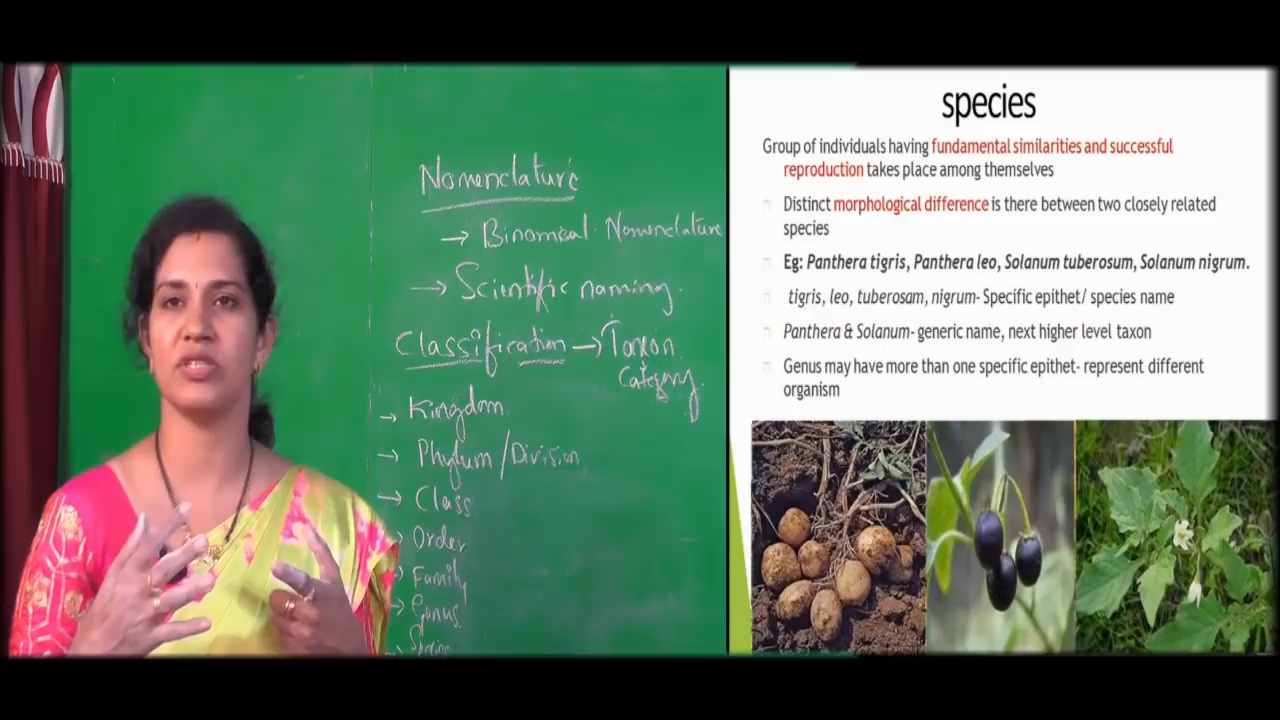 Nomenclature
→ Binomial Nomenclature
→ Scientific naming.
Classification → Taxon
Category.
→ Kingdom
→ Phylum/Division
→ Class
→ Order
→ Family
→ Genus
→
species
Group of individuals having fundamental similarities and successful
reproduction takes place among themselves
Distinct morphological difference is there between two closely related
species
Eg: Panthera tigris, Panthera leo, Solanum tuberosum, Solanum nigrum.
tigris, leo, tuberosam, nigrum- Specific epithet/ species name
Panthera & Solanum- generic name, next higher level taxon
Genus may have more than one specific epithet- represent different
organism